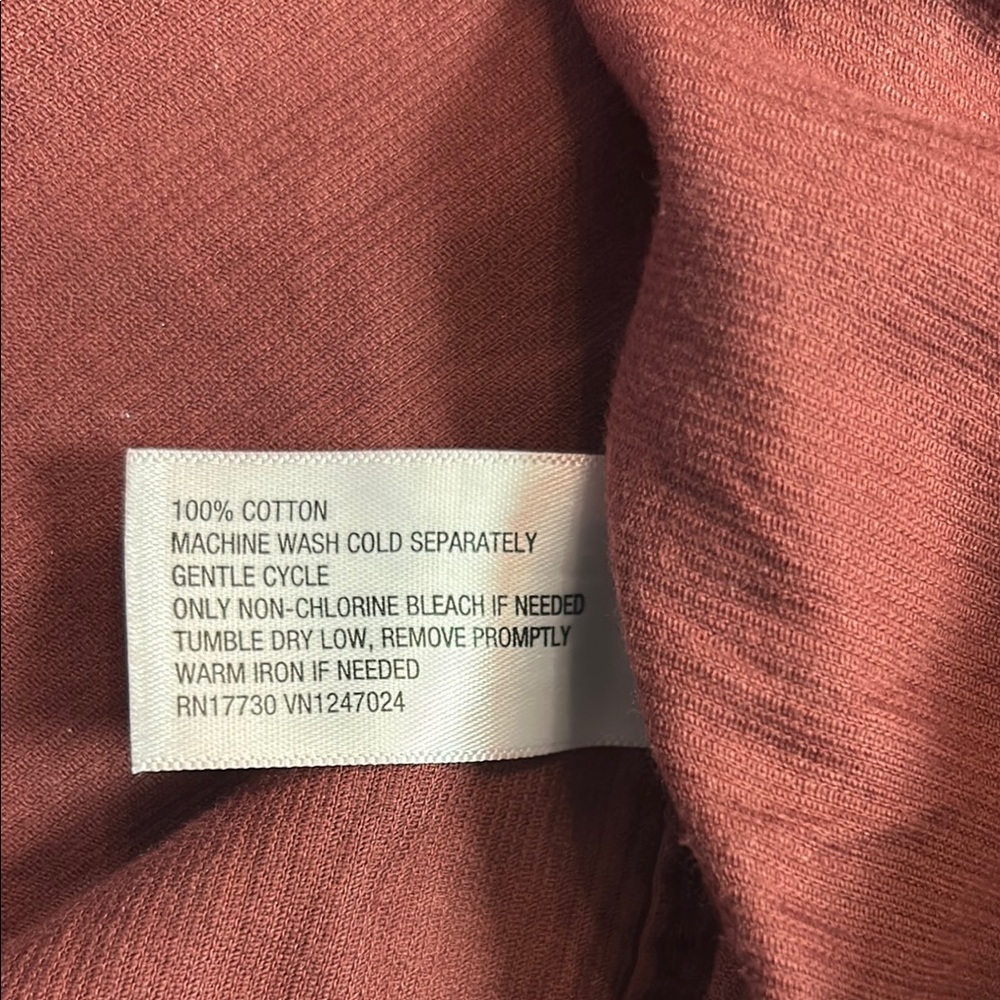 100% COTTON
MACHINE WASH COLD SEPARATELY
GENTLE CYCLE
ONLY NON-CHLORINE BLEACH IF NEEDED
TUMBLE DRY LOW, REMOVE PROMPTLY
WARM IRON IF NEEDED
RN17730 VN1247024